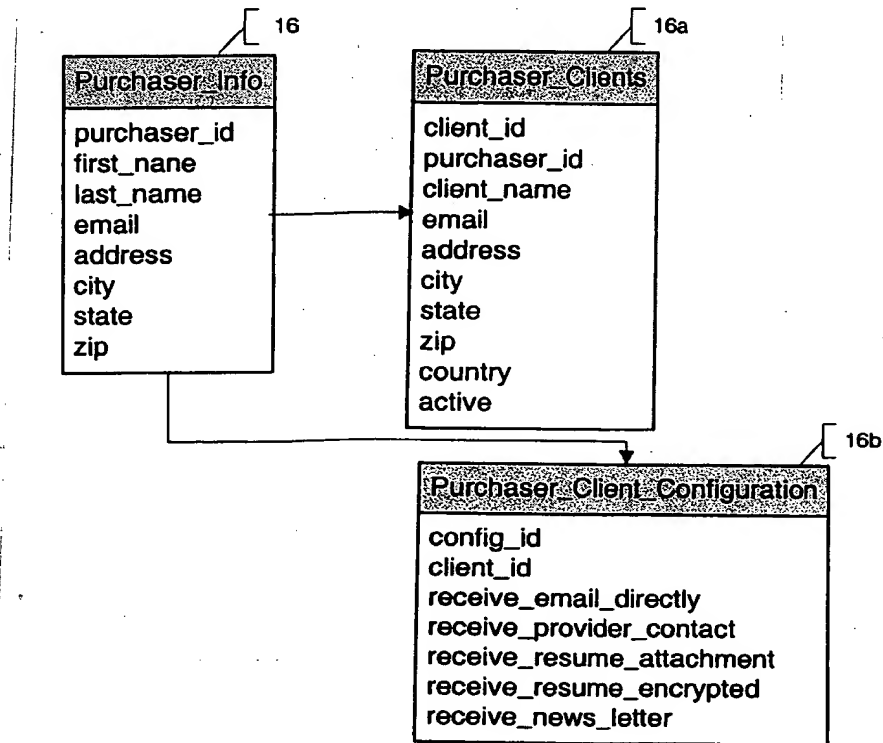 16
Purchaser_Info
purchaser_id
first_nane
last_name
email
address
city
state
zip
16a
Purchaser_Clients
client_id
purchaser_id
client_name
email
address
city
state
zip
country
active
16b
Purchaser_Client_Configuration
config_id
client_id
receive_email_directly
receive_provider_contact
receive_resume_attachment
receive_resume_encrypted
receive_news_letter